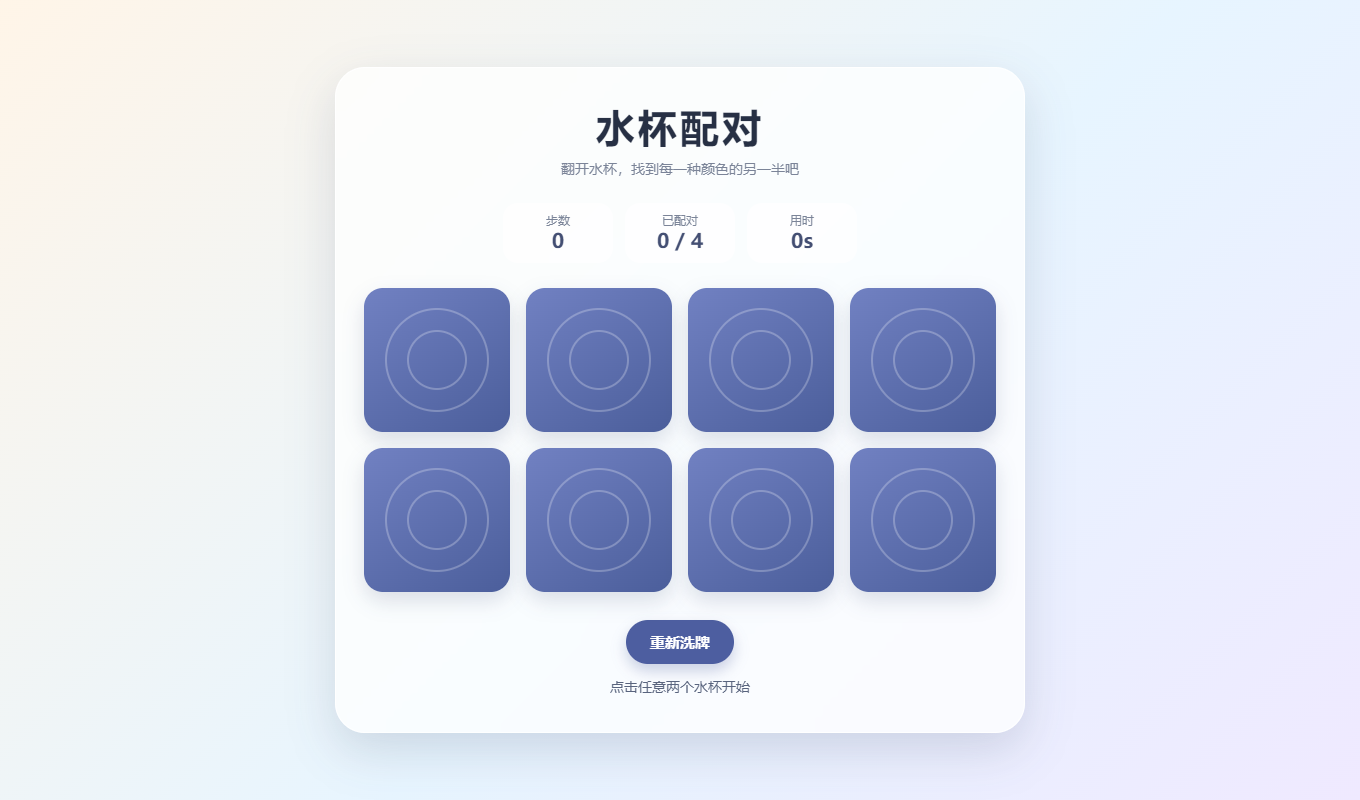 水杯配对
翻开水杯，找到每一种颜色的另一半吧
步数
0
已配对
0 / 4
用时
0s
重新洗牌
点击任意两个水杯开始